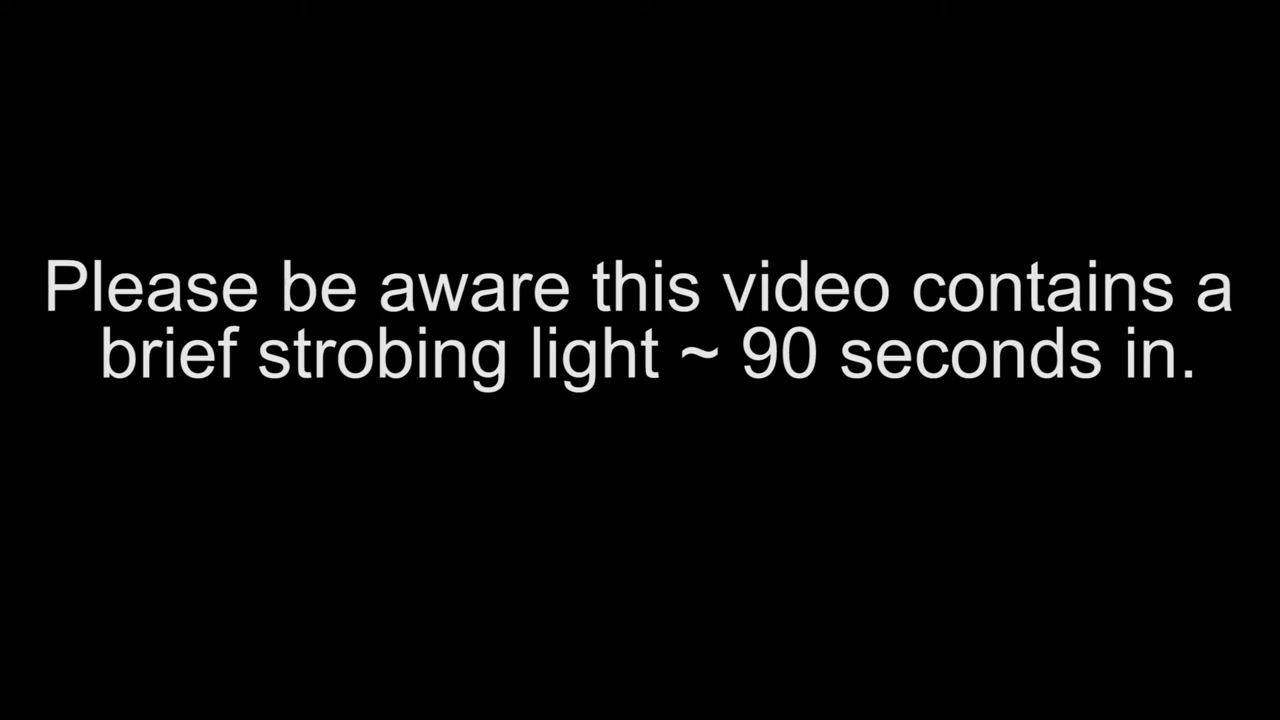 Please be aware this video contains a
brief strobing light ~ 90 seconds in.